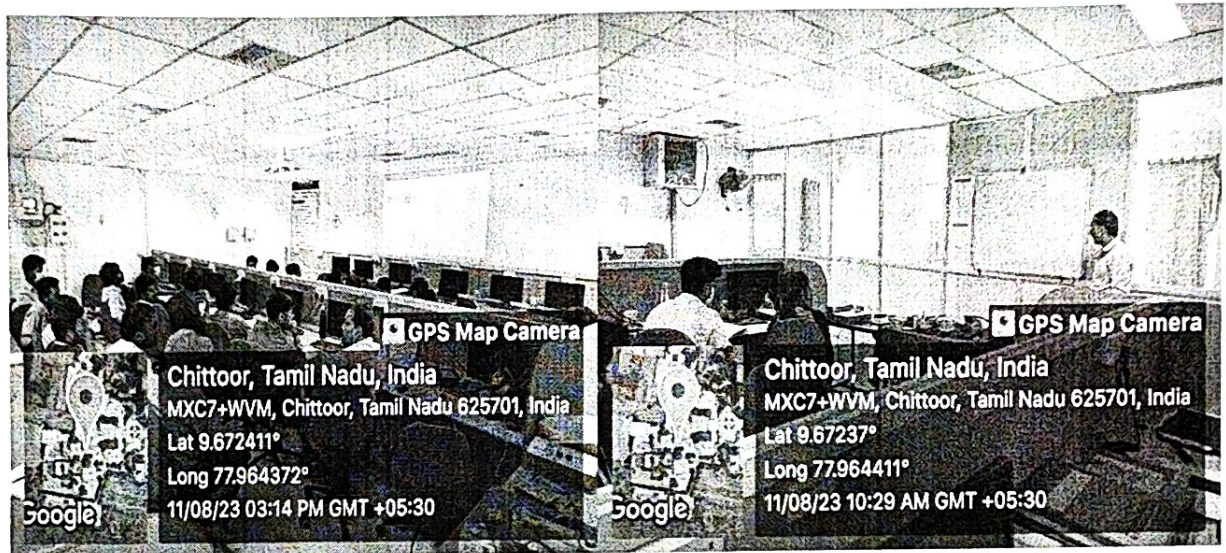 GPS Map Camera
Chittoor, Tamil Nadu, India
MXC7+WVM, Chittoor, Tamil Nadu 625701, India
Lat 9.672411°
Long 77.964372°
11/08/23 03:14 PM GMT +05:30
Google
GPS Map Camera
Chittoor, Tamil Nadu, India
MXC7+WVM, Chittoor, Tamil Nadu 625701, India
Lat 9.67237°
Long 77.964411°
11/08/23 10:29 AM GMT +05:30
Google